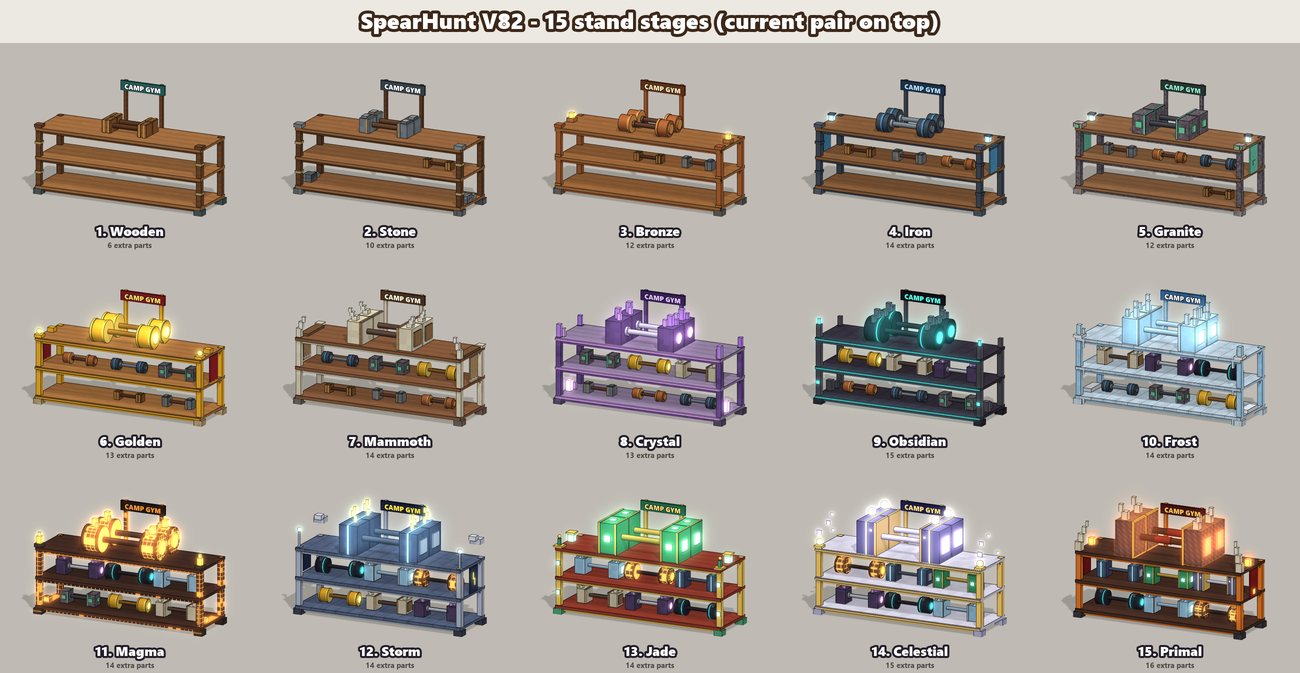 SpearHunt V82 - 15 stand stages (current pair on top)
CAMP GYM
CAMP GYM
CAMP GYM
CAMP GYM
CAMP GYM
1. Wooden
2. Stone
3. Bronze
4. Iron
5. Granite
6 extra parts
10 extra parts
12 extra parts
14 extra parts
12 extra parts
CAMP GYM
CAMP GYM
CAMP GYM
CAMP GYM
CAMP GYM
6. Golden
7. Mammoth
8. Crystal
9. Obsidian
10. Frost
13 extra parts
14 extra parts
13 extra parts
15 extra parts
14 extra parts
CAMP GYM
CAMP GYM
CAMP GYM
CAMP GYM
CAMP GYM
11. Magma
12. Storm
13. Jade
14. Celestial
15. Primal
14 extra parts
14 extra parts
14 extra parts
15 extra parts
16 extra parts